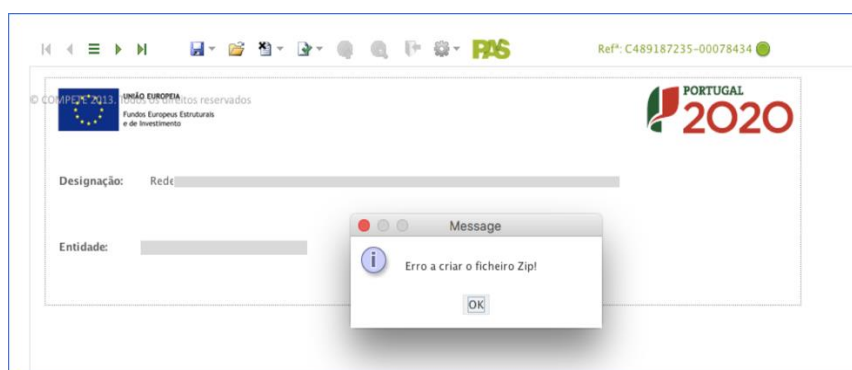 PAS
Refª: C489187235-00078434
© COMPETE 2013. Todos os direitos reservados
UNIÃO EUROPEIA
Fundos Europeus Estruturais
e de Investimento
PORTUGAL
2020
Designação: Rede
Message
Entidade:
Erro a criar o ficheiro Zip!
OK